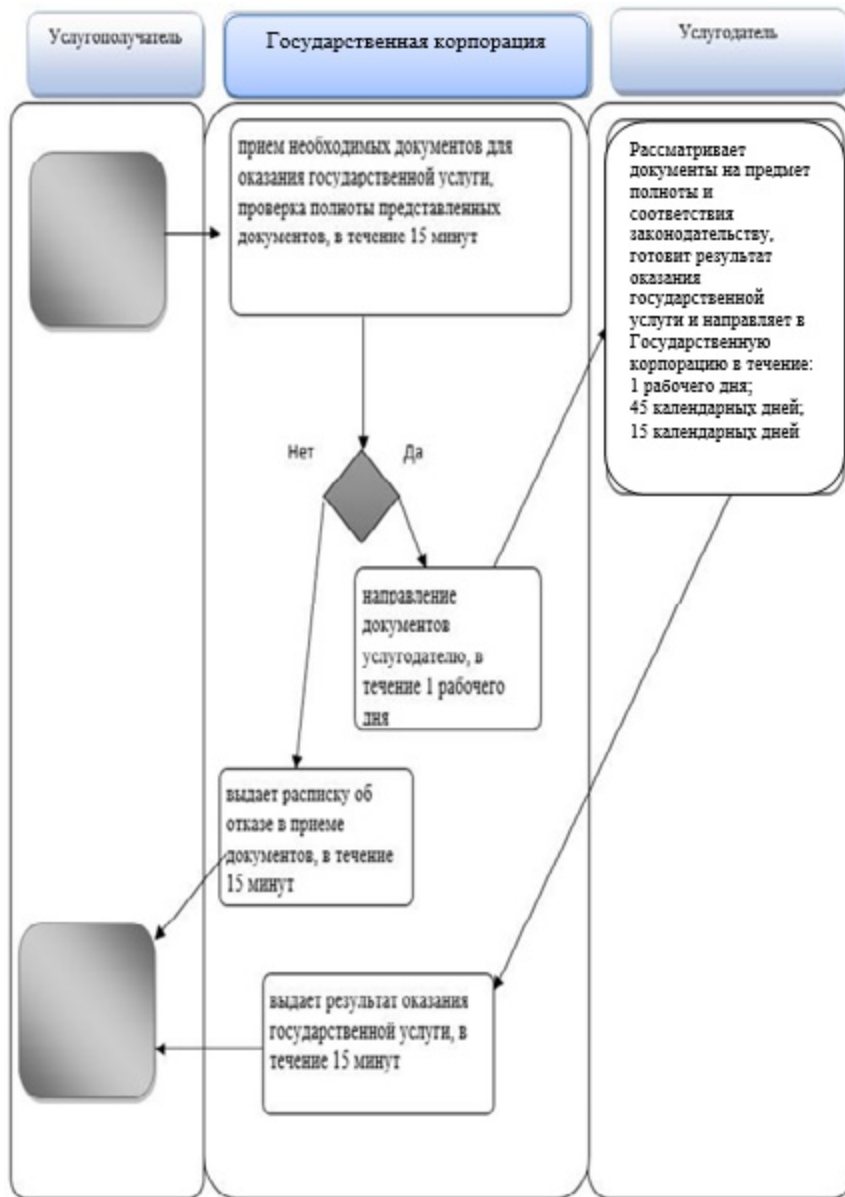 Услугополучатель
Государственная корпорация
Услугодатель
прием необходимых документов для
оказания государственной услуги,
проверка полноты представленных
документов, в течение 15 минут
Рассматривает
документы на предмет
полноты и
соответствия
законодательству,
готовит результат
оказания
государственной
услуги и направляет в
Государственную
корпорацию в течение:
1 рабочего дня;
45 календарных дней;
15 календарных дней
Нет
Да
направление
документов
услугодателю, в
течение 1 рабочего
дня
выдает расписку об
отказе в приеме
документов, в течение
15 минут
выдает результат оказания
государственной услуги, в
течение 15 минут